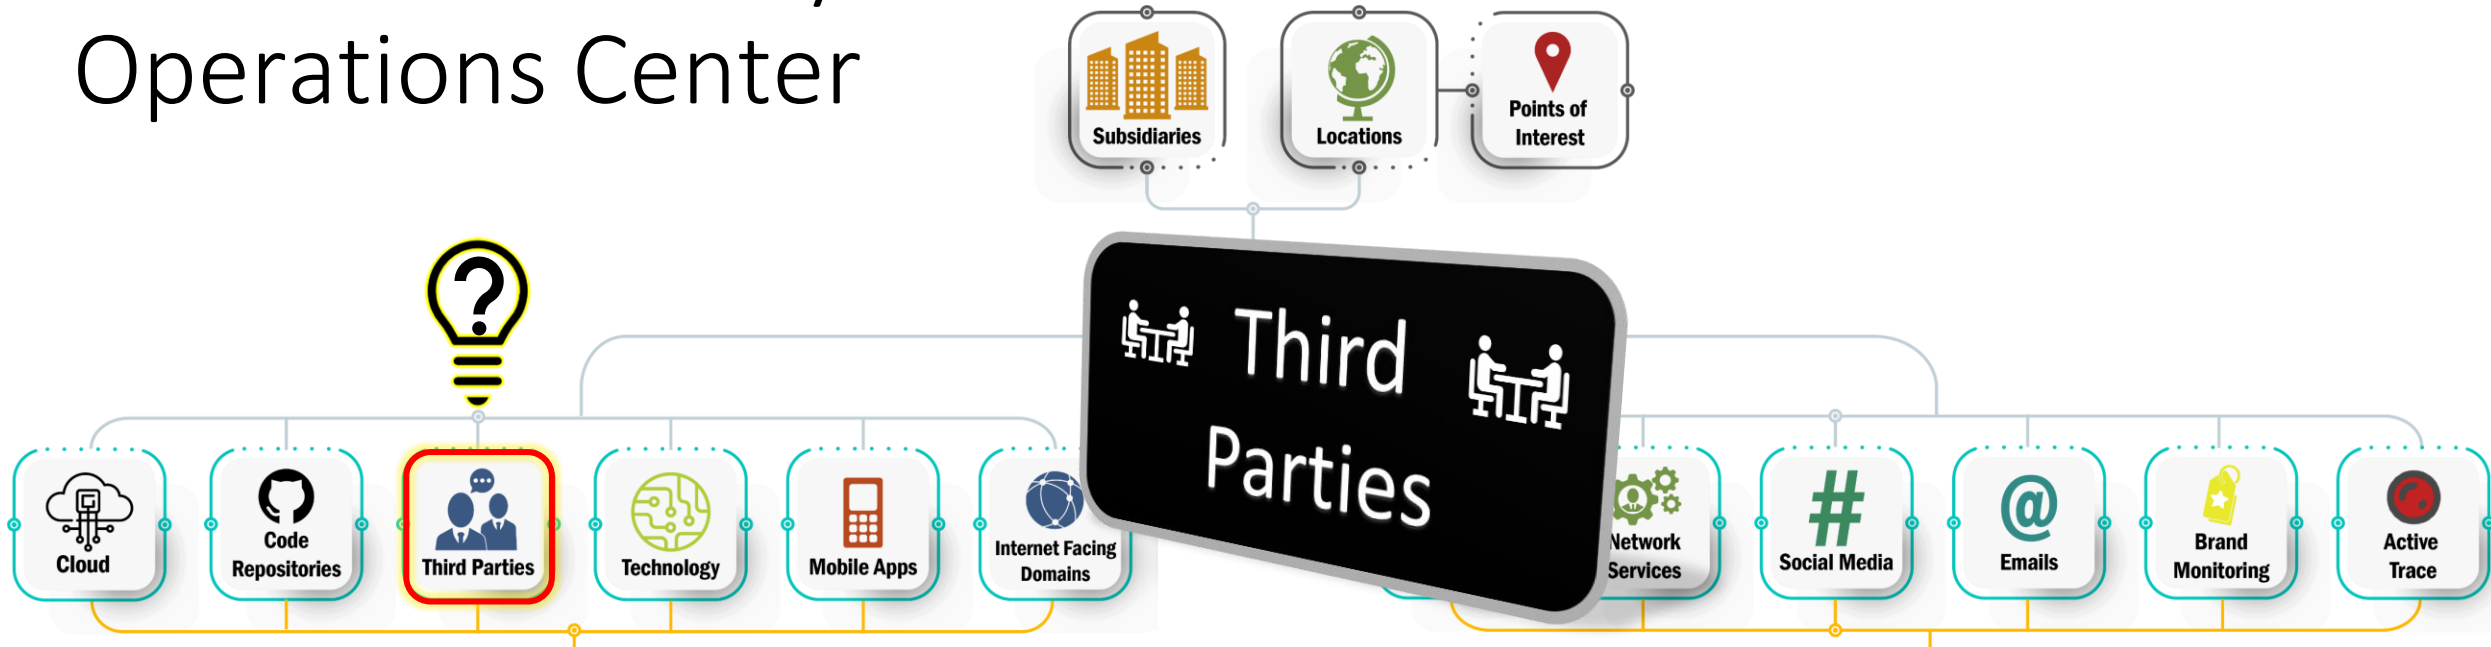 Operations Center
Subsidiaries
Locations
Points of
Interest
?
Third
Parties
Cloud
Code
Repositories
Third Parties
Technology
Mobile Apps
Internet Facing
Domains
Network
Services
#
Social Media
@
Emails
Brand
Monitoring
Active
Trace